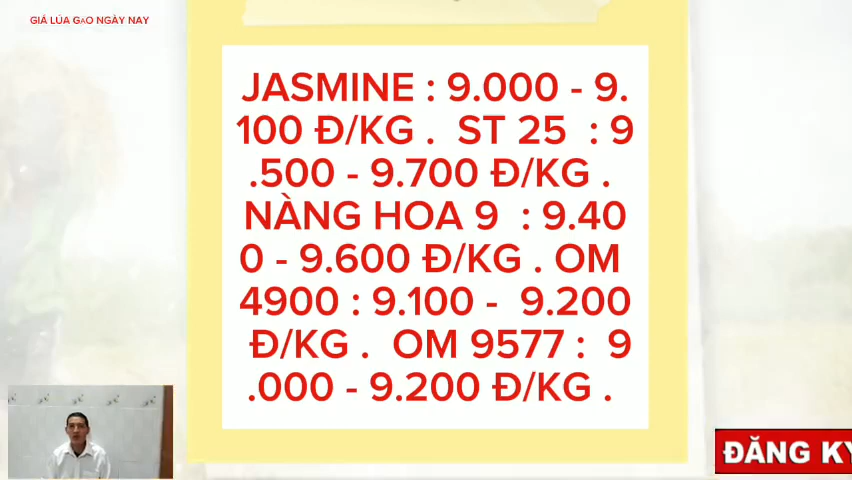 GIÁ LÚA GẠO NGÀY NAY
JASMINE : 9.000 - 9.
100 Đ/KG . ST 25 : 9
.500 - 9.700 Đ/KG .
NÀNG HOA 9 : 9.40
0 - 9.600 Đ/KG . OM
4900 : 9.100 - 9.200
Đ/KG . OM 9577 : 9
.000 - 9.200 Đ/KG .
ĐĂNG KÝ